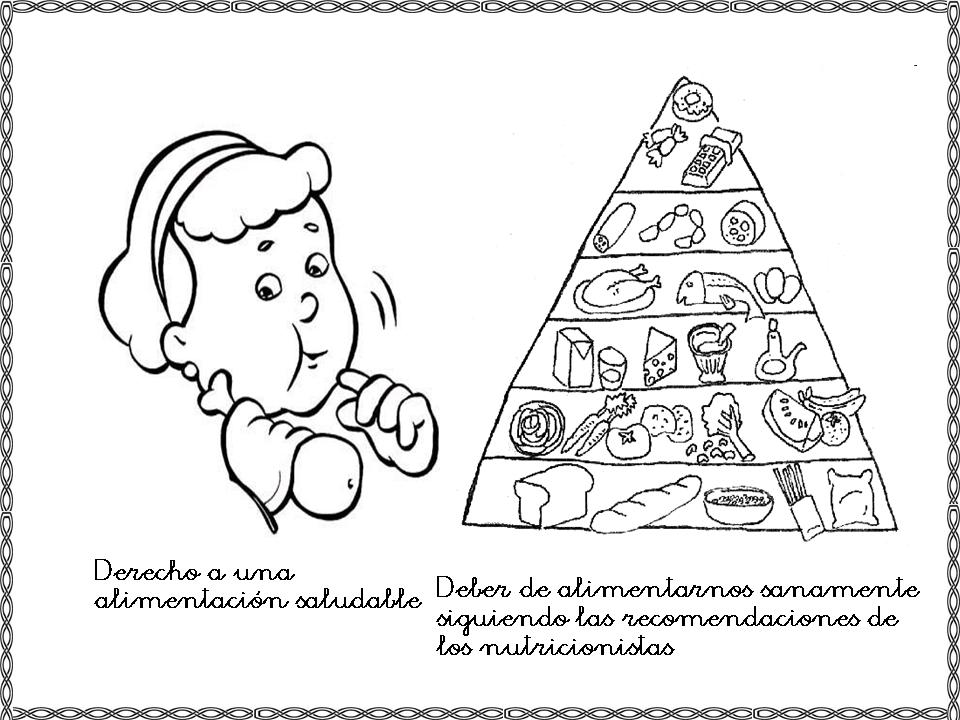 Derecho a una
alimentación saludable
Deber de alimentarnos sanamente
siguiendo las recomendaciones de
los nutricionistas